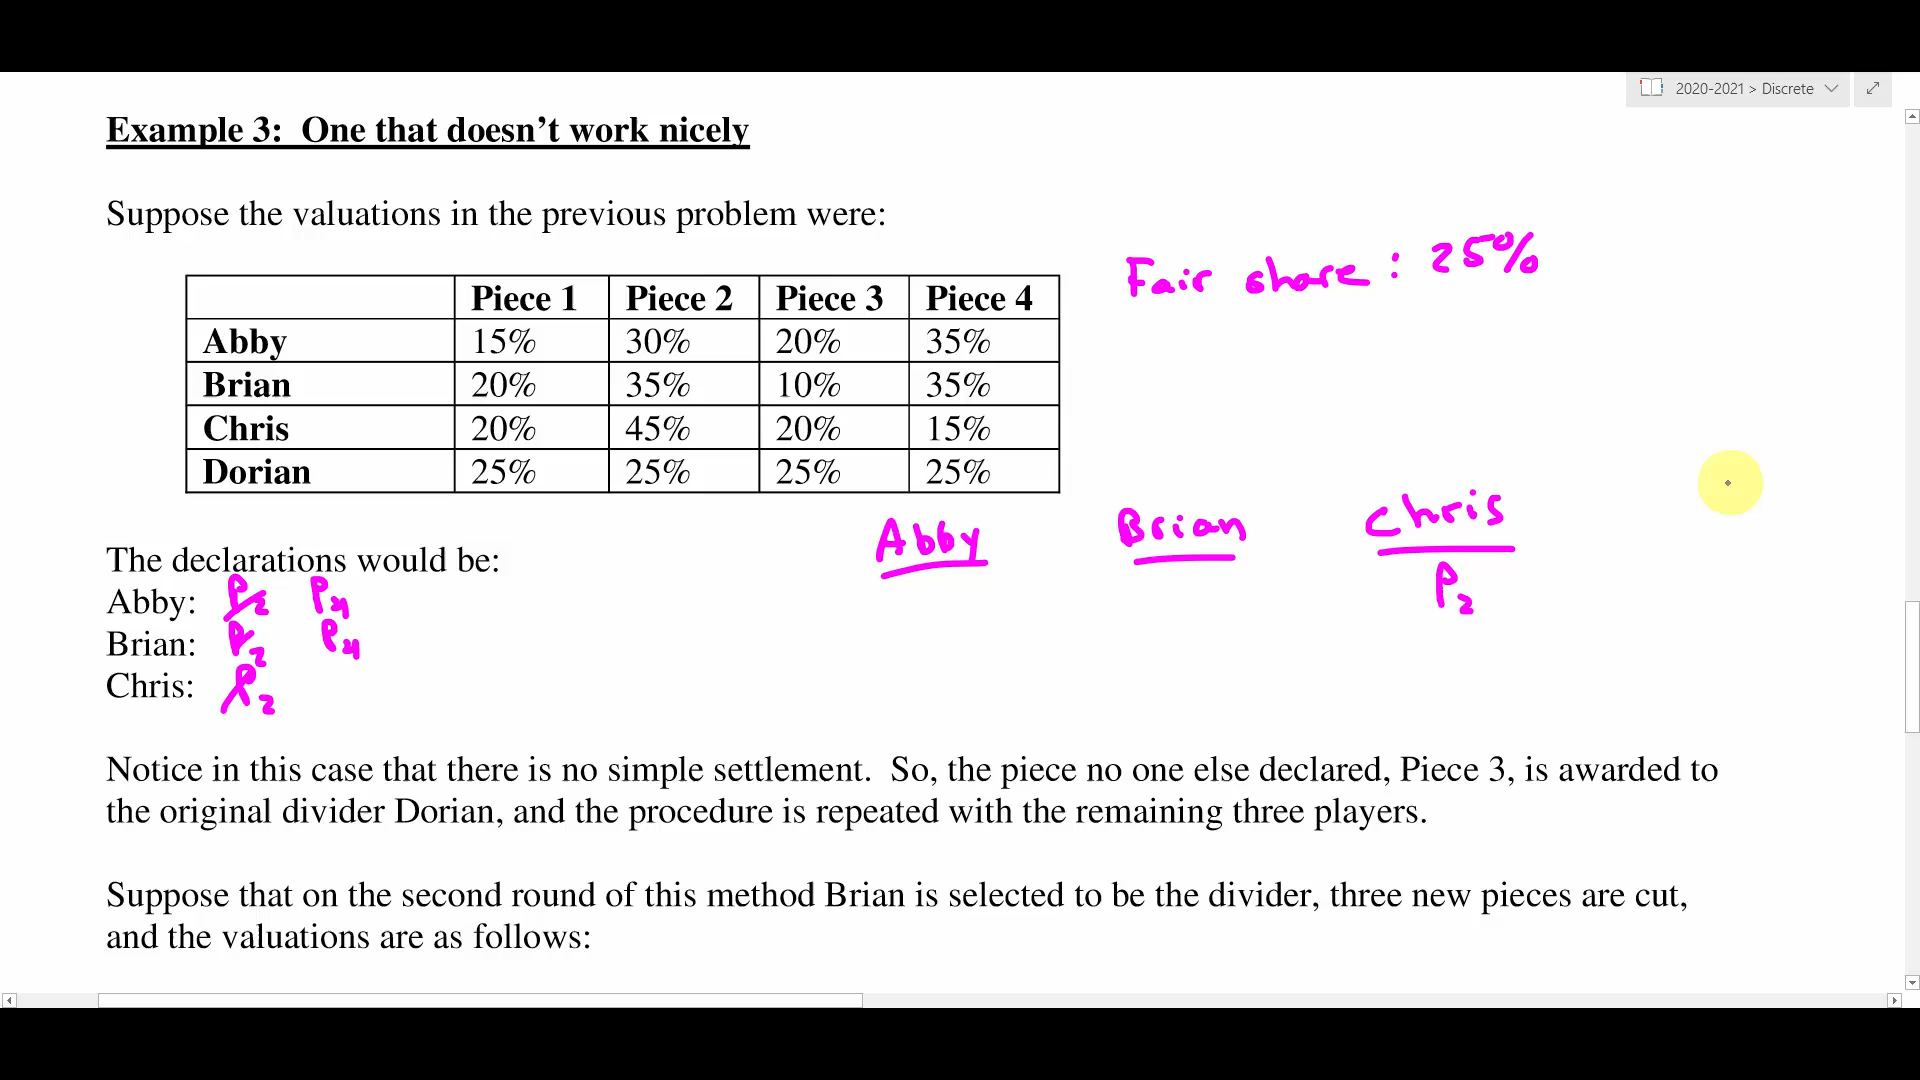 2020-2021 > Discrete
Example 3: One that doesn’t work nicely
Suppose the valuations in the previous problem were:
Fair share : 25%
Piece 1 Piece 2 Piece 3 Piece 4
Abby 15% 30% 20% 35%
Brian 20% 35% 10% 35%
Chris 20% 45% 20% 15%
Dorian 25% 25% 25% 25%
Abby Brian Chris
P2
The declarations would be:
Abby: P2 P4
Brian: P2 P4
Chris: P2
Notice in this case that there is no simple settlement. So, the piece no one else declared, Piece 3, is awarded to
the original divider Dorian, and the procedure is repeated with the remaining three players.
Suppose that on the second round of this method Brian is selected to be the divider, three new pieces are cut,
and the valuations are as follows: